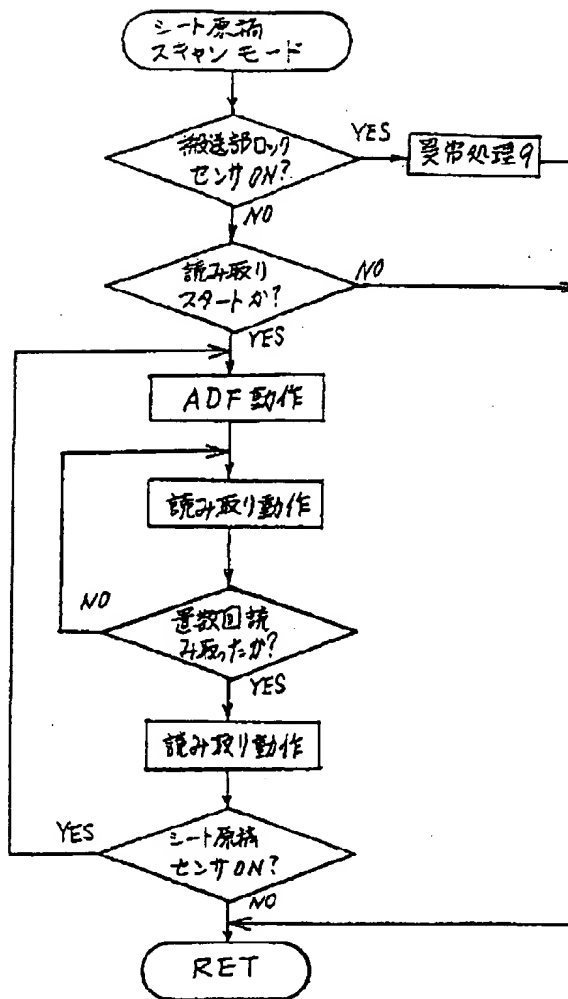 シート原稿
スキャンモード
搬送部ロック
センサON?
YES
異常処理9
NO
読み取り
スタートか?
NO
YES
ADF動作
読み取り動作
NO
置数回読
み取ったか?
YES
読み取り動作
YES
シート原稿
センサON?
NO
RET